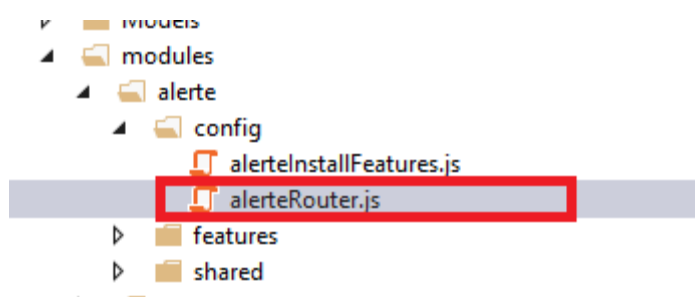 Models
modules
alerte
config
alerteInstallFeatures.js
alerteRouter.js
features
shared